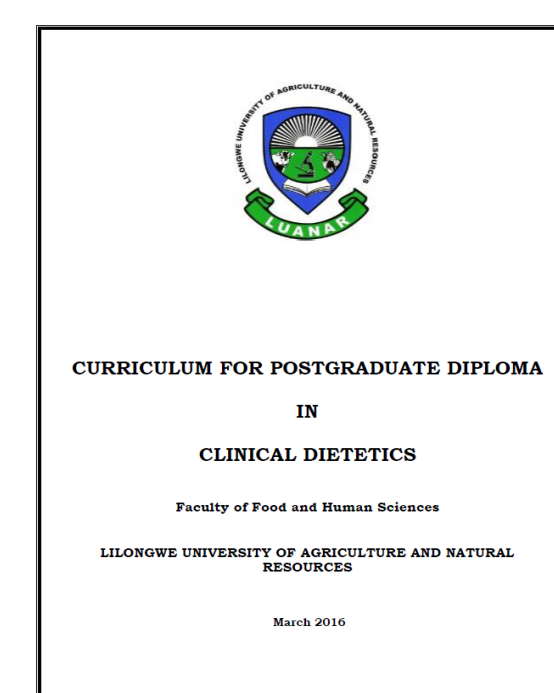 LILONGWE UNIVERSITY OF AGRICULTURE AND NATURAL RESOURCES
LUANAR
CURRICULUM FOR POSTGRADUATE DIPLOMA
IN
CLINICAL DIETETICS
Faculty of Food and Human Sciences
LILONGWE UNIVERSITY OF AGRICULTURE AND NATURAL
RESOURCES
March 2016